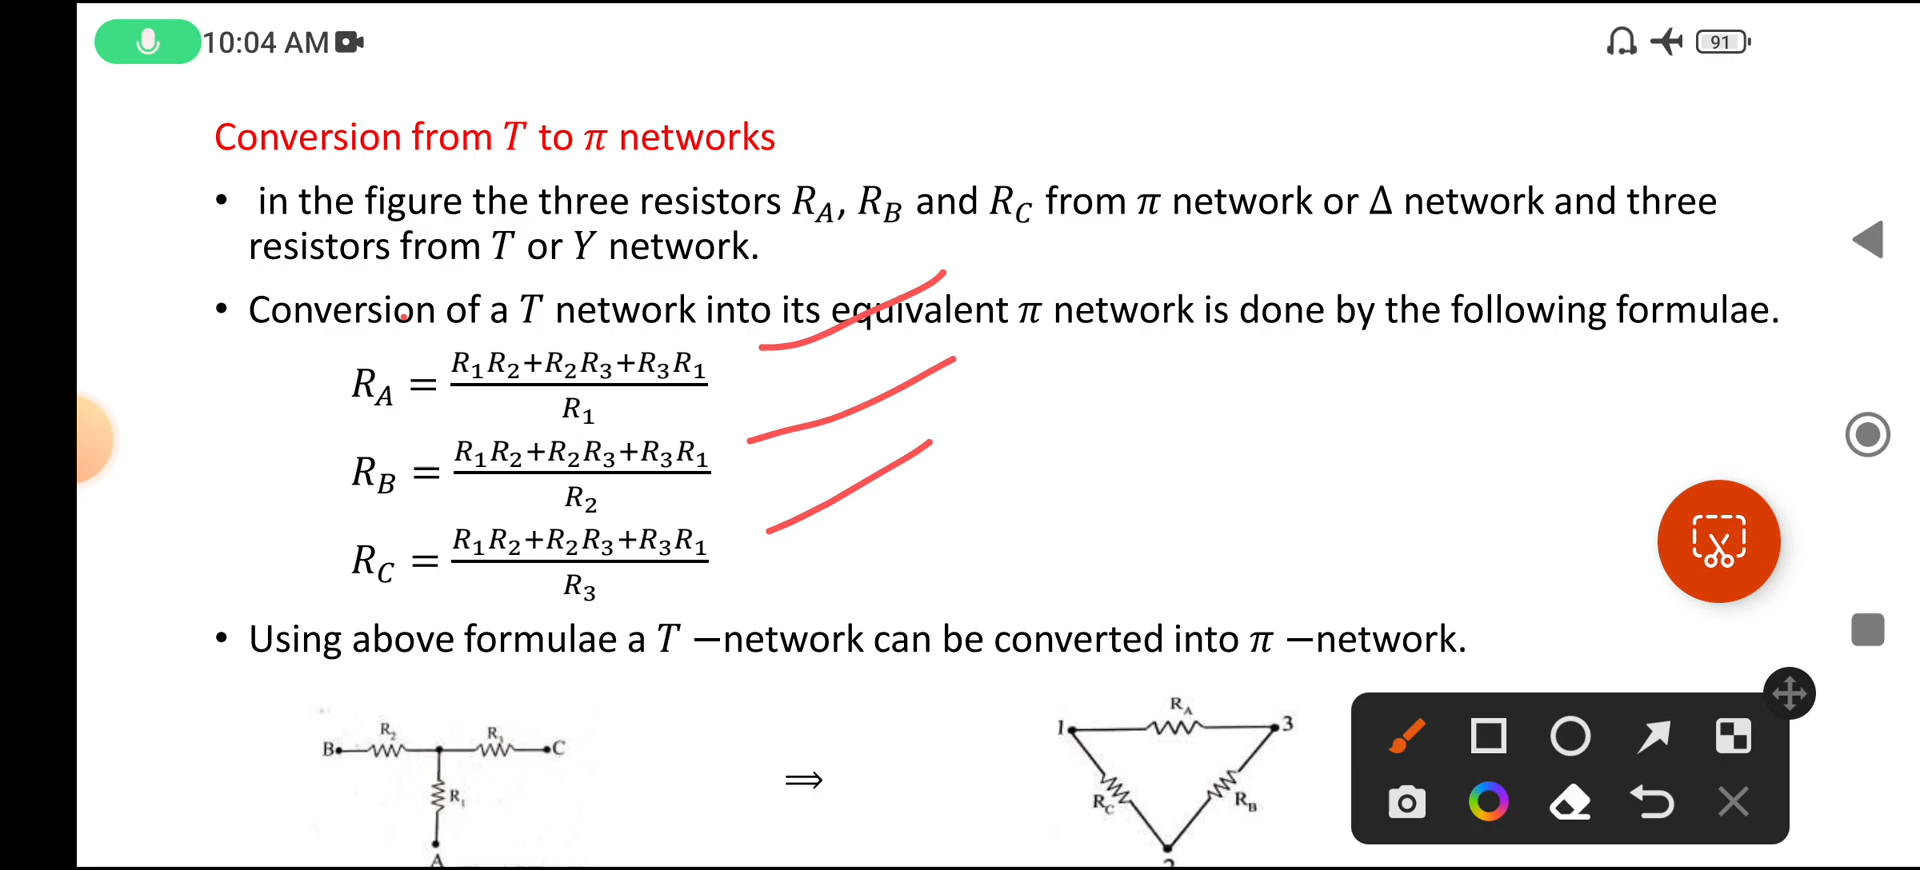 10:04 AM
91
Conversion from T to π networks
• in the figure the three resistors R_A, R_B and R_C from π network or Δ network and three
resistors from T or Y network.
• Conversion of a T network into its equivalent π network is done by the following formulae.
R_A = (R_1R_2+R_2R_3+R_3R_1)/R_1
R_B = (R_1R_2+R_2R_3+R_3R_1)/R_2
R_C = (R_1R_2+R_2R_3+R_3R_1)/R_3
• Using above formulae a T −network can be converted into π −network.
B R_2 C
R_1
A
⇒
1 R_A 3
R_C R_B